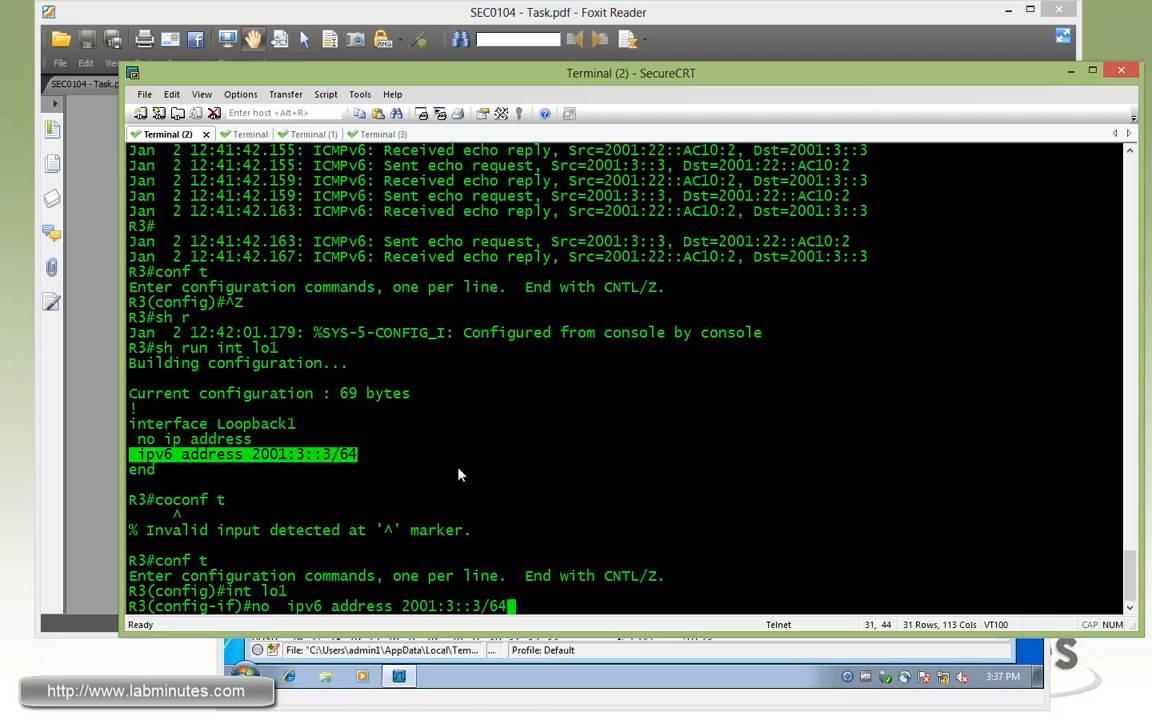 SEC0104 - Task.pdf - Foxit Reader
File Edit
SEC0104 - Task.p
Terminal (2) - SecureCRT
File Edit View Options Transfer Script Tools Help
Enter host <Alt+R>
Terminal (2) Terminal Terminal (1) Terminal (3)
Jan  2 12:41:42.155: ICMPv6: Received echo reply, Src=2001:22::AC10:2, Dst=2001:3::3
Jan  2 12:41:42.155: ICMPv6: Sent echo request, Src=2001:3::3, Dst=2001:22::AC10:2
Jan  2 12:41:42.159: ICMPv6: Received echo reply, Src=2001:22::AC10:2, Dst=2001:3::3
Jan  2 12:41:42.159: ICMPv6: Sent echo request, Src=2001:3::3, Dst=2001:22::AC10:2
Jan  2 12:41:42.163: ICMPv6: Received echo reply, Src=2001:22::AC10:2, Dst=2001:3::3
R3#
Jan  2 12:41:42.163: ICMPv6: Sent echo request, Src=2001:3::3, Dst=2001:22::AC10:2
Jan  2 12:41:42.167: ICMPv6: Received echo reply, Src=2001:22::AC10:2, Dst=2001:3::3
R3#conf t
Enter configuration commands, one per line.  End with CNTL/Z.
R3(config)#^Z
R3#sh r
Jan  2 12:42:01.179: %SYS-5-CONFIG_I: Configured from console by console
R3#sh run int lo1
Building configuration...
Current configuration : 69 bytes
!
interface Loopback1
no ip address
ipv6 address 2001:3::3/64
end
R3#coconf t
^
% Invalid input detected at '^' marker.
R3#conf t
Enter configuration commands, one per line.  End with CNTL/Z.
R3(config)#int lo1
R3(config-if)#no  ipv6 address 2001:3::3/64
Ready Telnet 31, 44 31 Rows, 113 Cols VT100 CAP NUM
File: "C:\Users\admin1\AppData\Local\Tem... ... Profile: Default
3:37 PM
http://www.labminutes.com